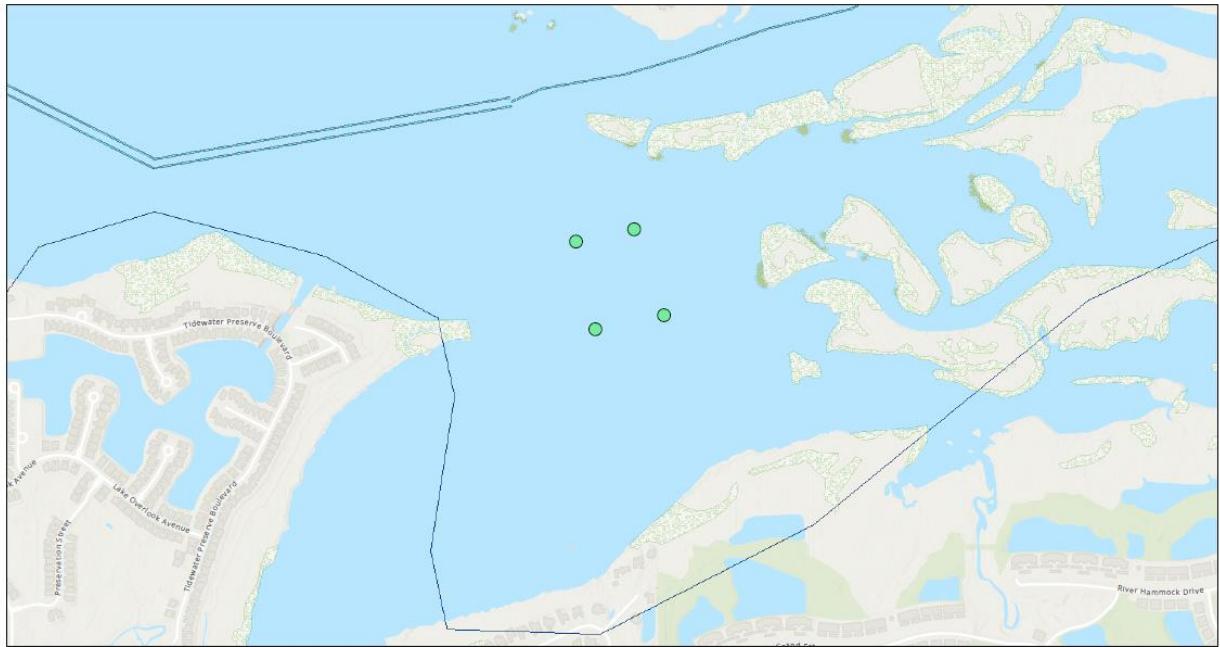 Tidewater Preserve Boulevard
Avenue
Lake Overlook Avenue
Preservation Street
Tidewater Preserve Boulevard
River Hammock Drive